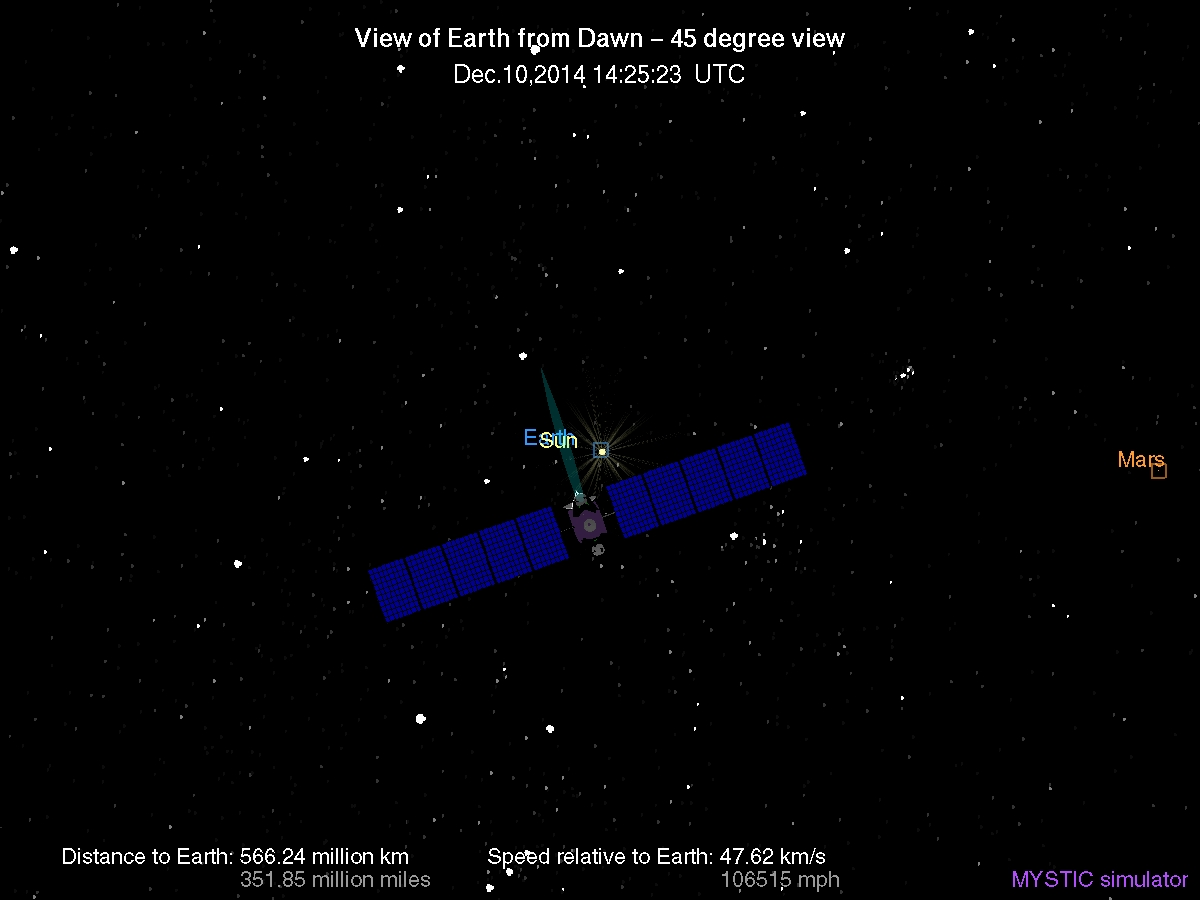 View of Earth from Dawn – 45 degree view
Dec.10,2014 14:25:23 UTC
Earth
Sun
Mars
Distance to Earth: 566.24 million km
351.85 million miles
Speed relative to Earth: 47.62 km/s
106515 mph
MYSTIC simulator